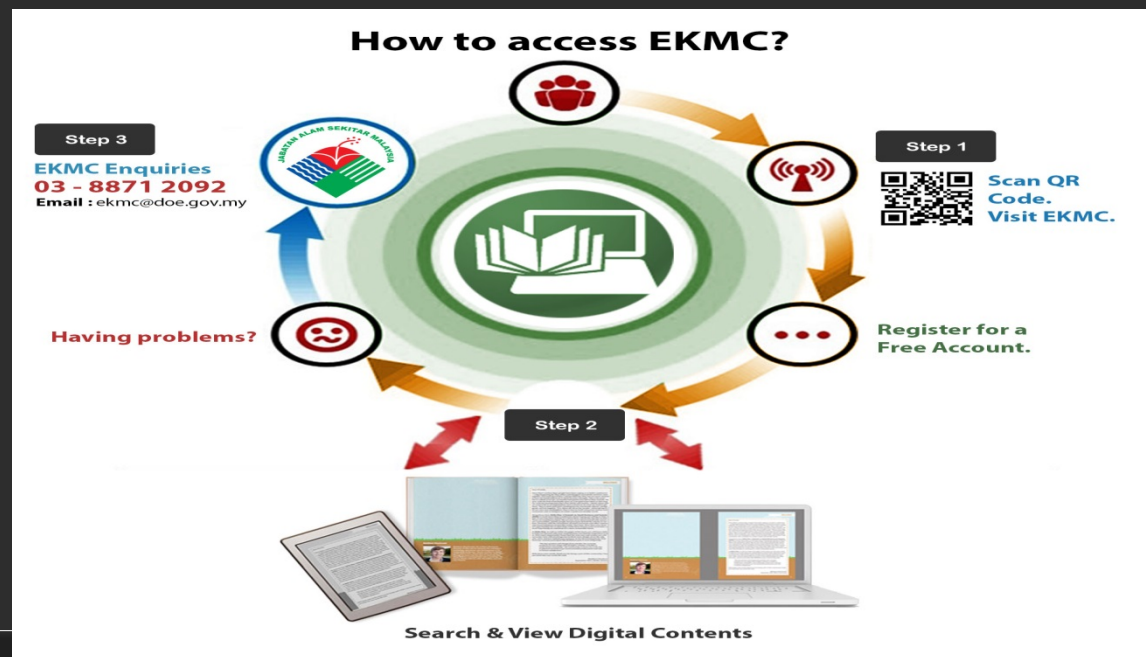 How to access EKMC?
Step 1
Scan QR
Code.
Visit EKMC.
Register for a
Free Account.
Step 2
Search & View Digital Contents
Having problems?
Step 3
EKMC Enquiries
03 - 8871 2092
Email : ekmc@doe.gov.my
JABATAN ALAM SEKITAR MALAYSIA